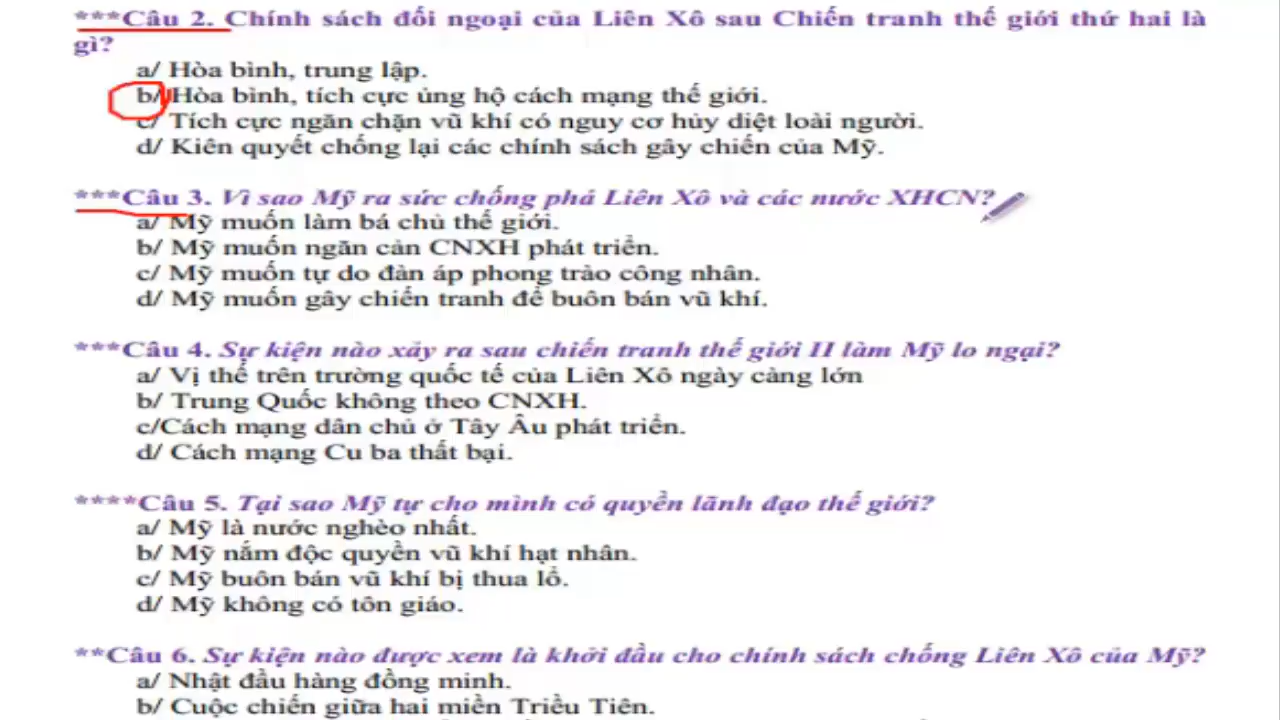 ***Câu 2. Chính sách đối ngoại của Liên Xô sau Chiến tranh thế giới thứ hai là
gì?
a/ Hòa bình, trung lập.
b/ Hòa bình, tích cực ủng hộ cách mạng thế giới.
c/ Tích cực ngăn chặn vũ khí có nguy cơ hủy diệt loài người.
d/ Kiên quyết chống lại các chính sách gây chiến của Mỹ.
***Câu 3. Vì sao Mỹ ra sức chống phá Liên Xô và các nước XHCN?
a/ Mỹ muốn làm bá chủ thế giới.
b/ Mỹ muốn ngăn cản CNXH phát triển.
c/ Mỹ muốn tự do đàn áp phong trào công nhân.
d/ Mỹ muốn gây chiến tranh để buôn bán vũ khí.
***Câu 4. Sự kiện nào xảy ra sau chiến tranh thế giới II làm Mỹ lo ngại?
a/ Vị thế trên trường quốc tế của Liên Xô ngày càng lớn
b/ Trung Quốc không theo CNXH.
c/Cách mạng dân chủ ở Tây Âu phát triển.
d/ Cách mạng Cu ba thất bại.
****Câu 5. Tại sao Mỹ tự cho mình có quyền lãnh đạo thế giới?
a/ Mỹ là nước nghèo nhất.
b/ Mỹ nắm độc quyền vũ khí hạt nhân.
c/ Mỹ buôn bán vũ khí bị thua lổ.
d/ Mỹ không có tôn giáo.
**Câu 6. Sự kiện nào được xem là khởi đầu cho chính sách chống Liên Xô của Mỹ?
a/ Nhật đầu hàng đồng minh.
b/ Cuộc chiến giữa hai miền Triều Tiên.